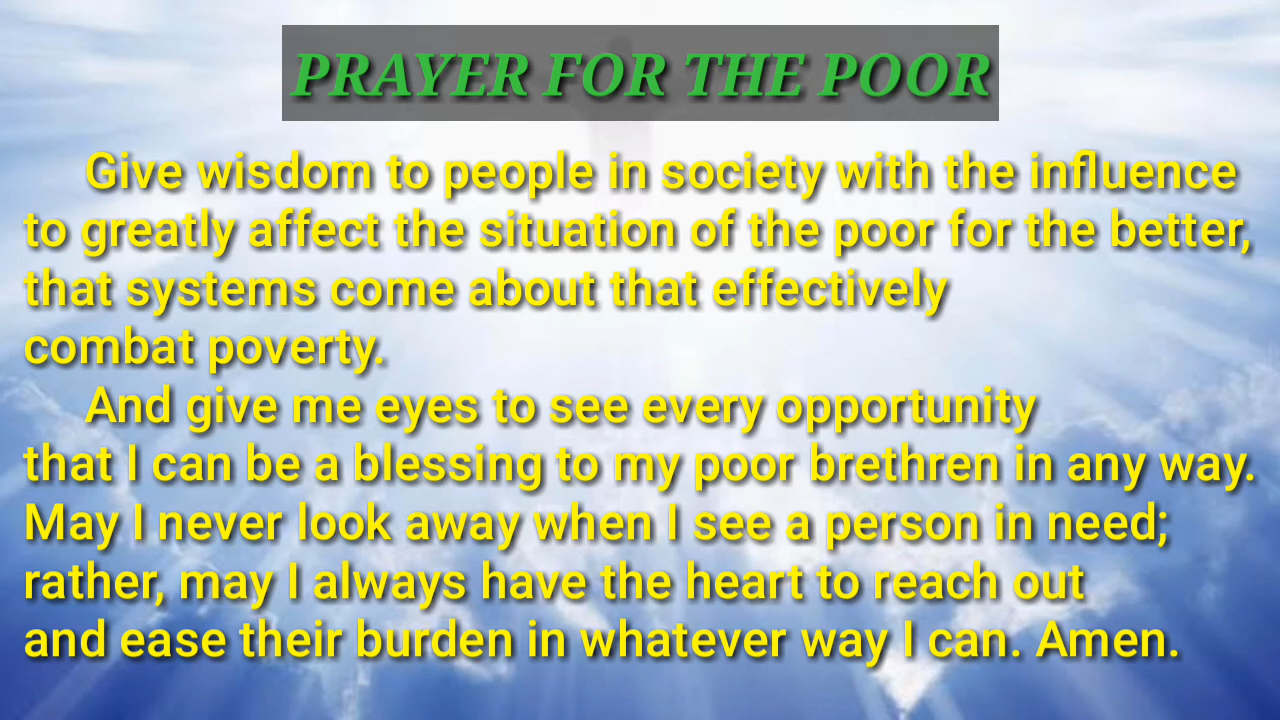 PRAYER FOR THE POOR
Give wisdom to people in society with the influence
to greatly affect the situation of the poor for the better,
that systems come about that effectively
combat poverty.
And give me eyes to see every opportunity
that I can be a blessing to my poor brethren in any way.
May I never look away when I see a person in need;
rather, may I always have the heart to reach out
and ease their burden in whatever way I can. Amen.